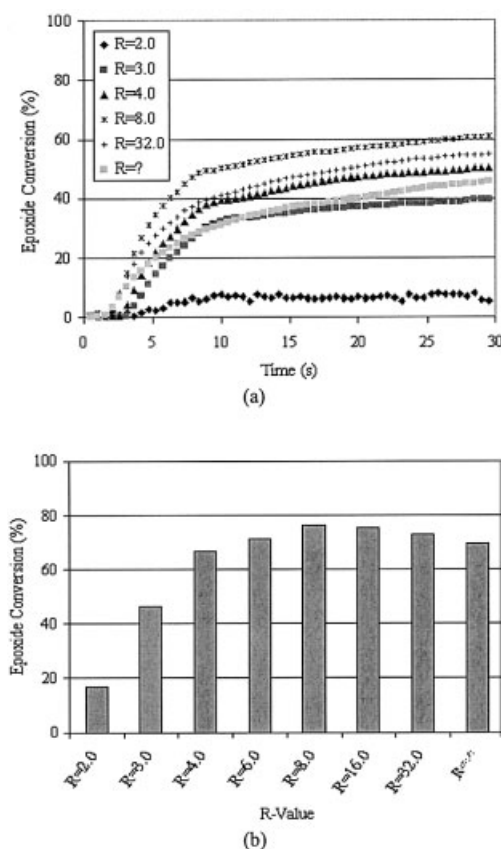 (a)
100
80
60
40
20
0
Epoxide Conversion (%)
R=2.0
R=3.0
R=4.0
R=8.0
R=32.0
R=?
0 5 10 15 20 25 30
Time (s)
(a)
100
80
60
40
20
0
Epoxide Conversion (%)
R=2.0 R=3.0 R=4.0 R=6.0 R=8.0 R=16.0 R=32.0
R-Value
(b)